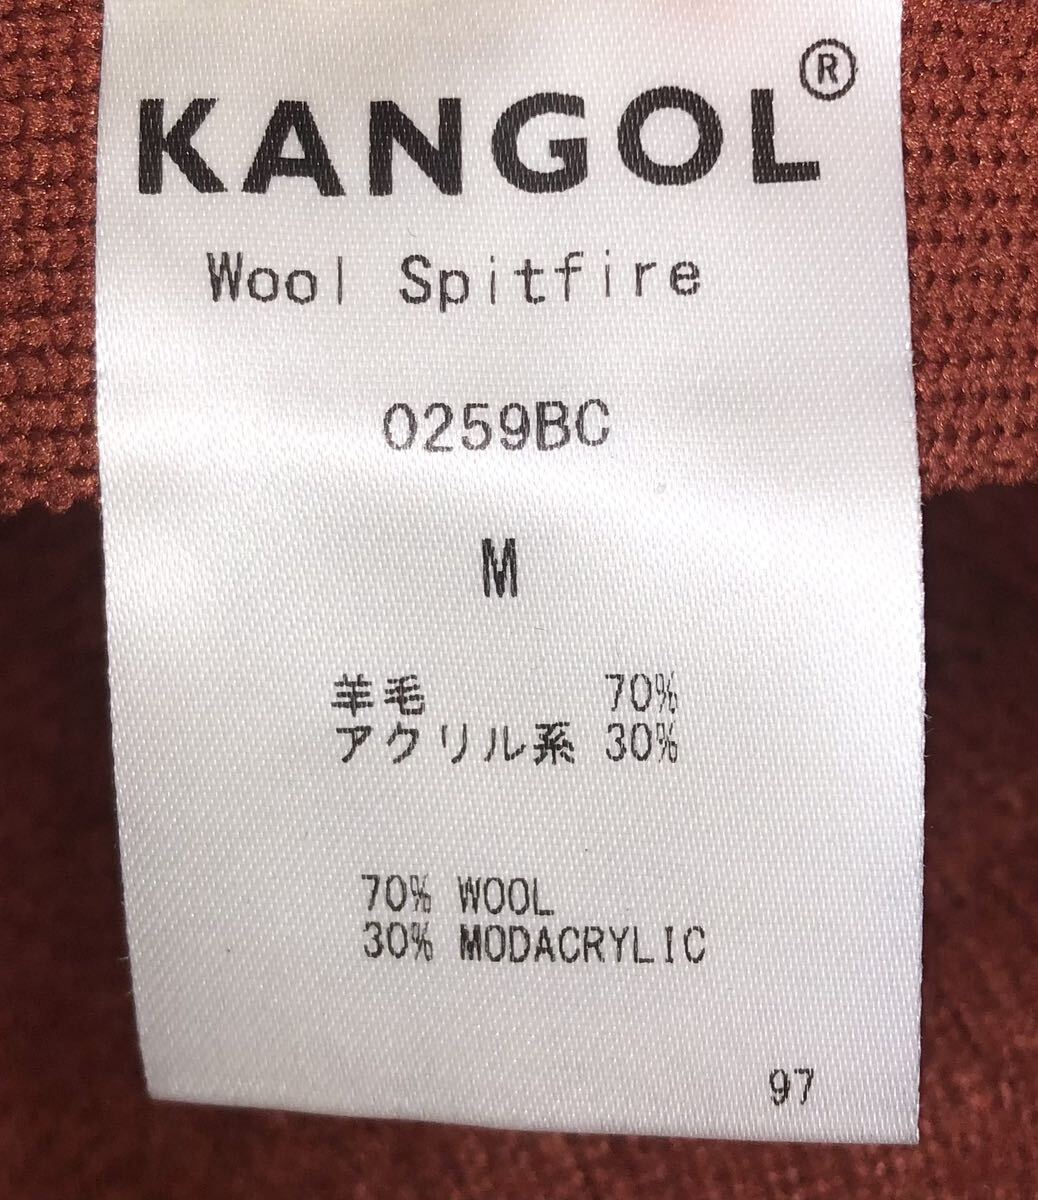 KANGOL®
Wool Spitfire
0259BC
M
羊毛 70%
アクリル系 30%
70% WOOL
30% MODACRYLIC
97